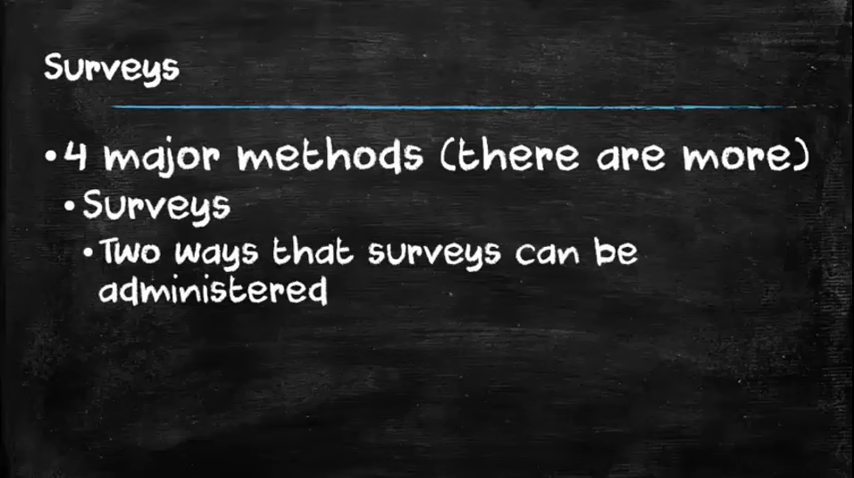 Surveys
•4 major methods (there are more)
•Surveys
•Two ways that surveys can be
administered